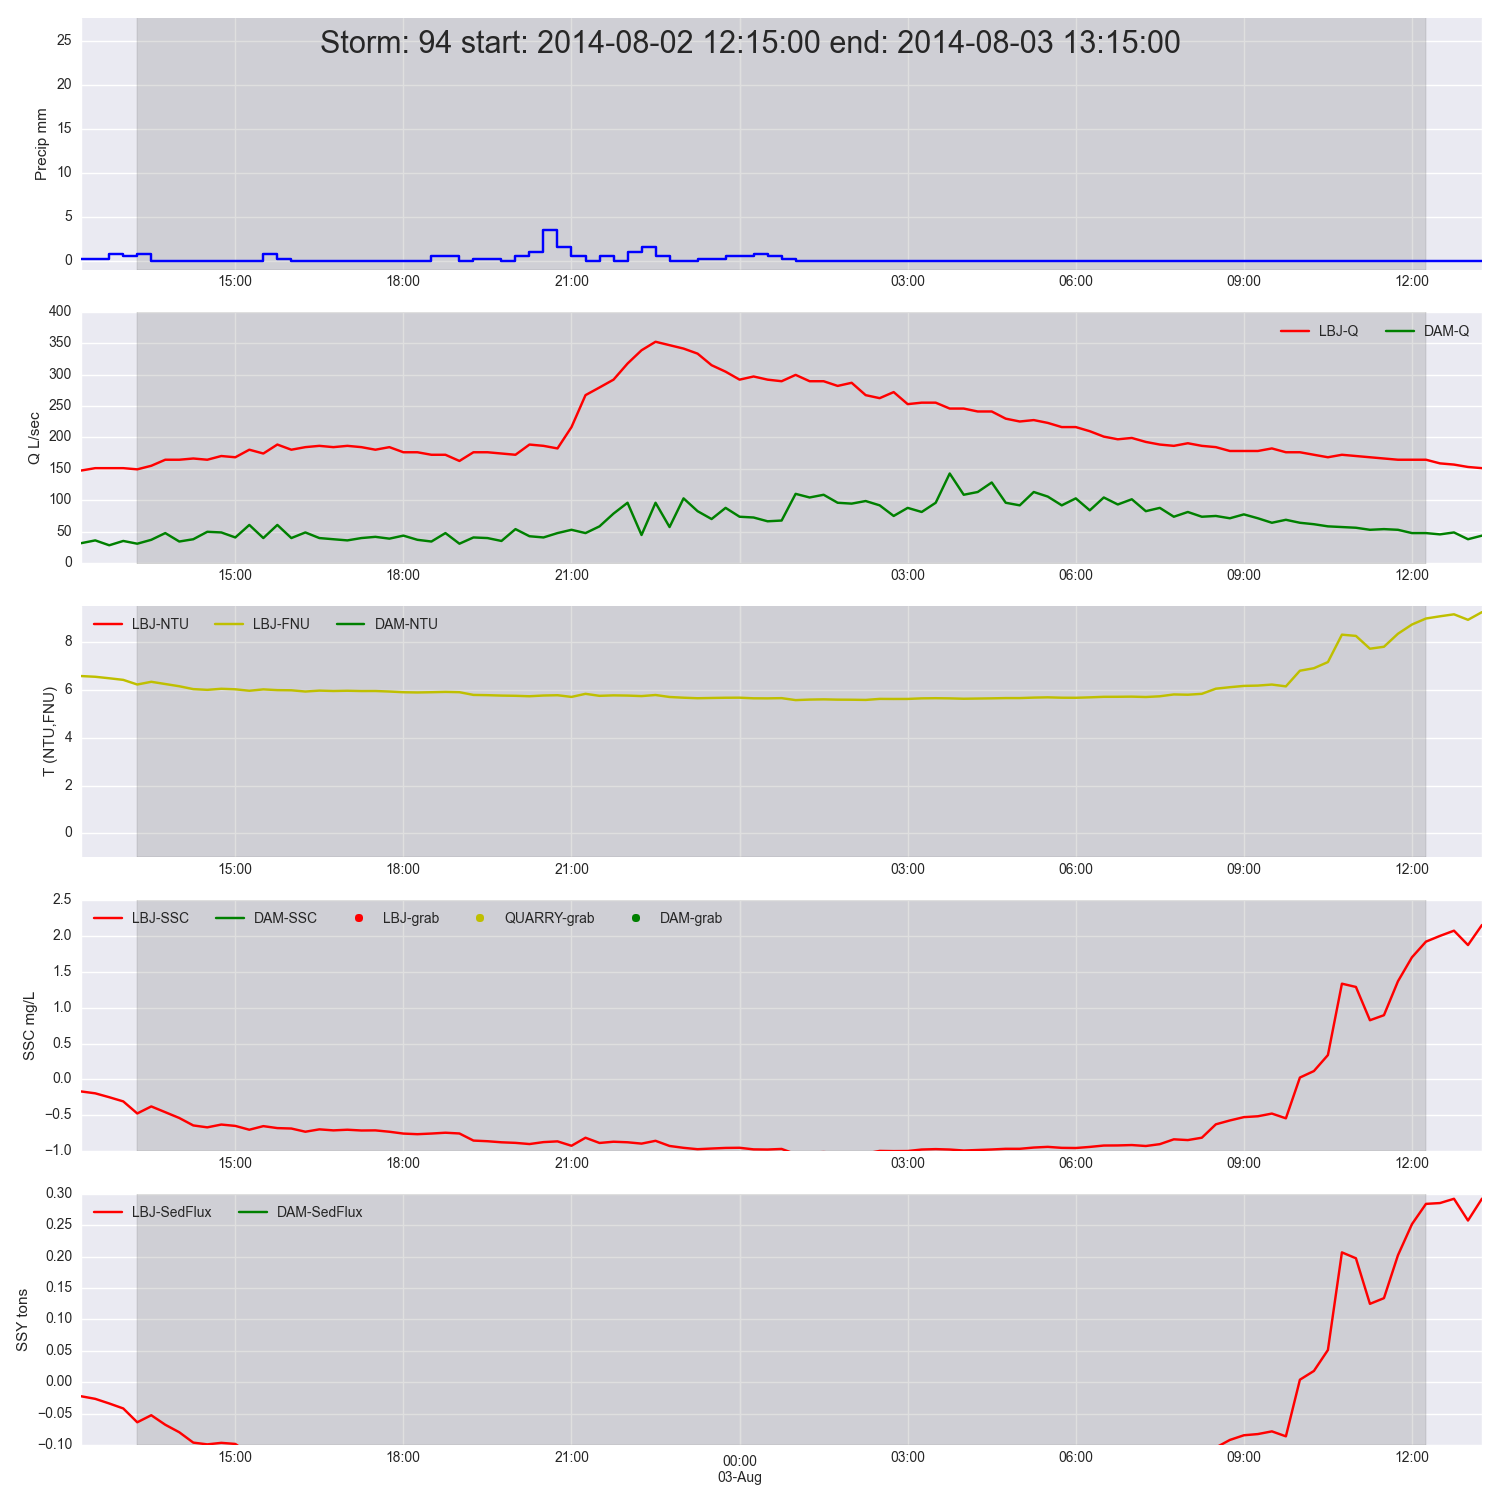 Storm: 94 start: 2014-08-02 12:15:00 end: 2014-08-03 13:15:00
Precip mm
25
20
15
10
5
0
15:00 18:00 21:00 03:00 06:00 09:00 12:00
Q L/sec
LBJ-Q DAM-Q
400
350
300
250
200
150
100
50
0
15:00 18:00 21:00 03:00 06:00 09:00 12:00
T (NTU,FNU)
LBJ-NTU LBJ-FNU DAM-NTU
8
6
4
2
0
15:00 18:00 21:00 03:00 06:00 09:00 12:00
SSC mg/L
LBJ-SSC DAM-SSC LBJ-grab QUARRY-grab DAM-grab
2.5
2.0
1.5
1.0
0.5
0.0
−0.5
−1.0
15:00 18:00 21:00 03:00 06:00 09:00 12:00
SSY tons
LBJ-SedFlux DAM-SedFlux
0.30
0.25
0.20
0.15
0.10
0.05
0.00
−0.05
−0.10
15:00 18:00 21:00 00:00 03:00 06:00 09:00 12:00
03-Aug